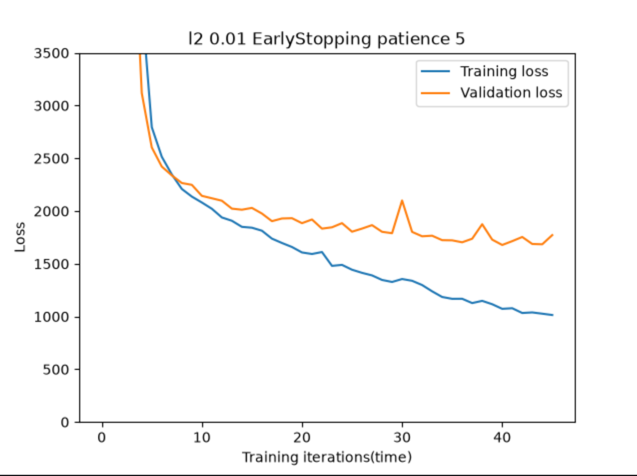 l2 0.01 EarlyStopping patience 5
3500
3000
2500
2000
1500
1000
500
0
Loss
Training loss
Validation loss
0 10 20 30 40
Training iterations(time)